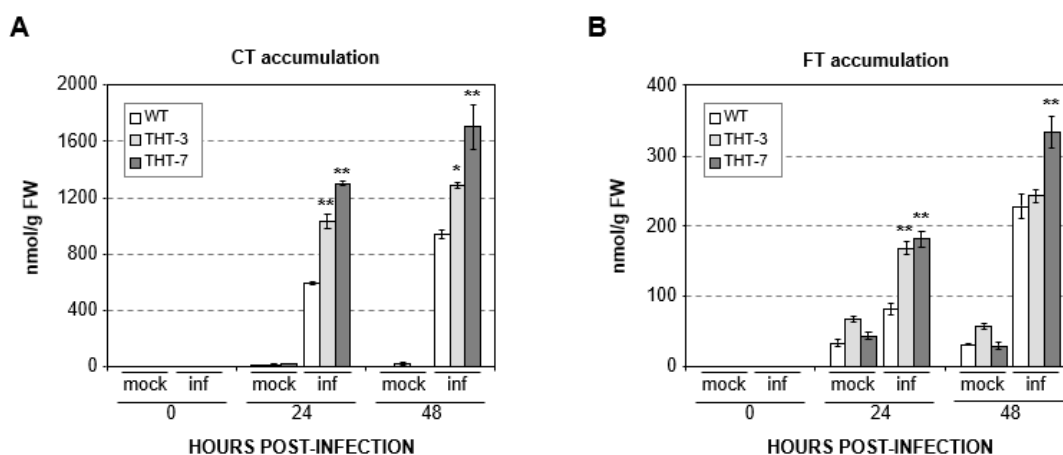 A
CT accumulation
2000
1600
1200
800
400
0
nmol/g FW
WT
THT-3
THT-7
**
**
*
**
mock inf mock inf mock inf
0 24 48
HOURS POST-INFECTION
B
FT accumulation
400
300
200
100
0
nmol/g FW
WT
THT-3
THT-7
**
**
**
mock inf mock inf mock inf
0 24 48
HOURS POST-INFECTION